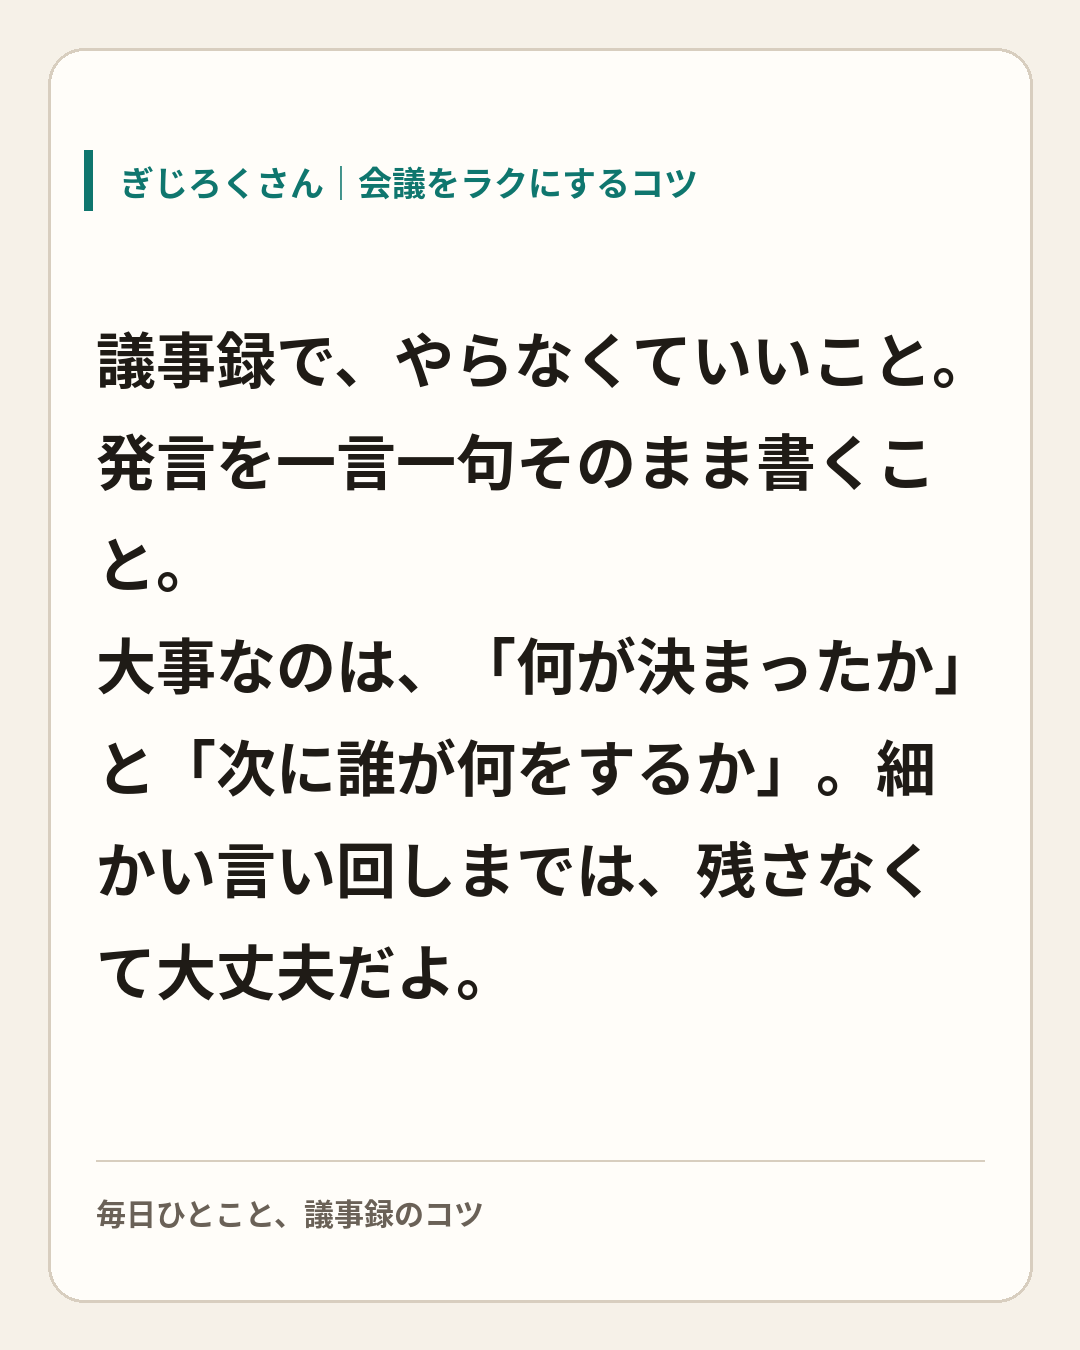 ぎじろくさん｜会議をラクにするコツ
議事録で、やらなくていいこと。
発言を一言一句そのまま書くこ
と。
大事なのは、「何が決まったか」
と「次に誰が何をするか」。細
かい言い回しまでは、残さなく
て大丈夫だよ。
毎日ひとこと、議事録のコツ